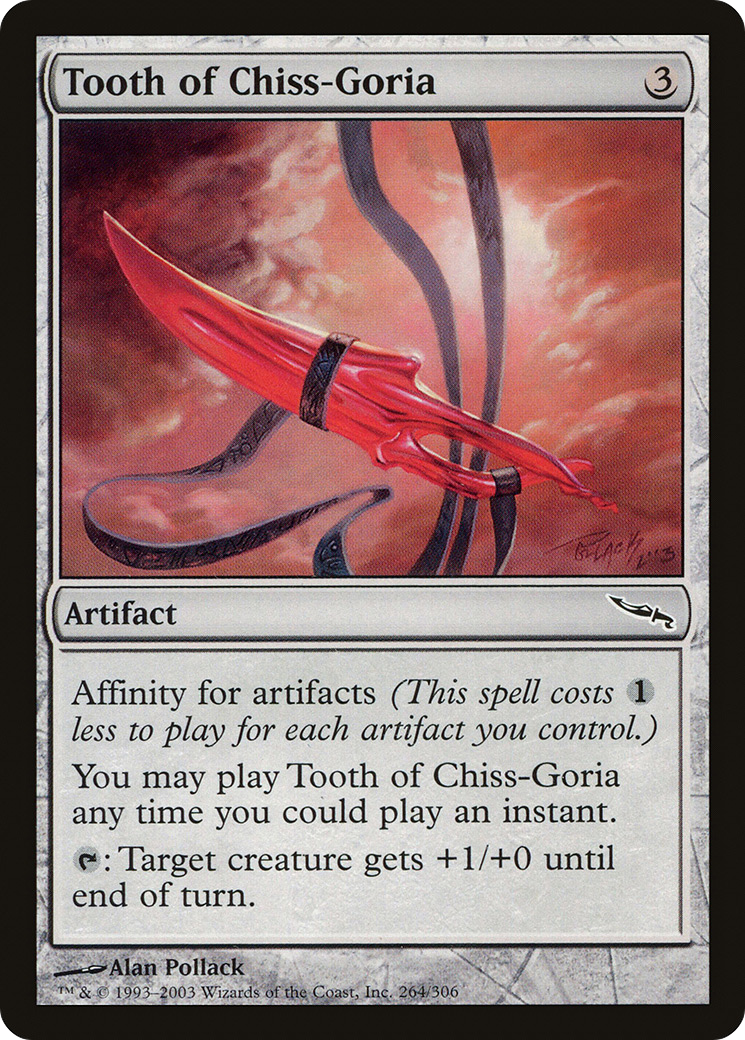 Tooth of Chiss-Goria 3
POLLACK 2003
Artifact
Affinity for artifacts (This spell costs 1
less to play for each artifact you control.)
You may play Tooth of Chiss-Goria
any time you could play an instant.
: Target creature gets +1/+0 until
end of turn.
Alan Pollack
™ & © 1993–2003 Wizards of the Coast, Inc. 264/306